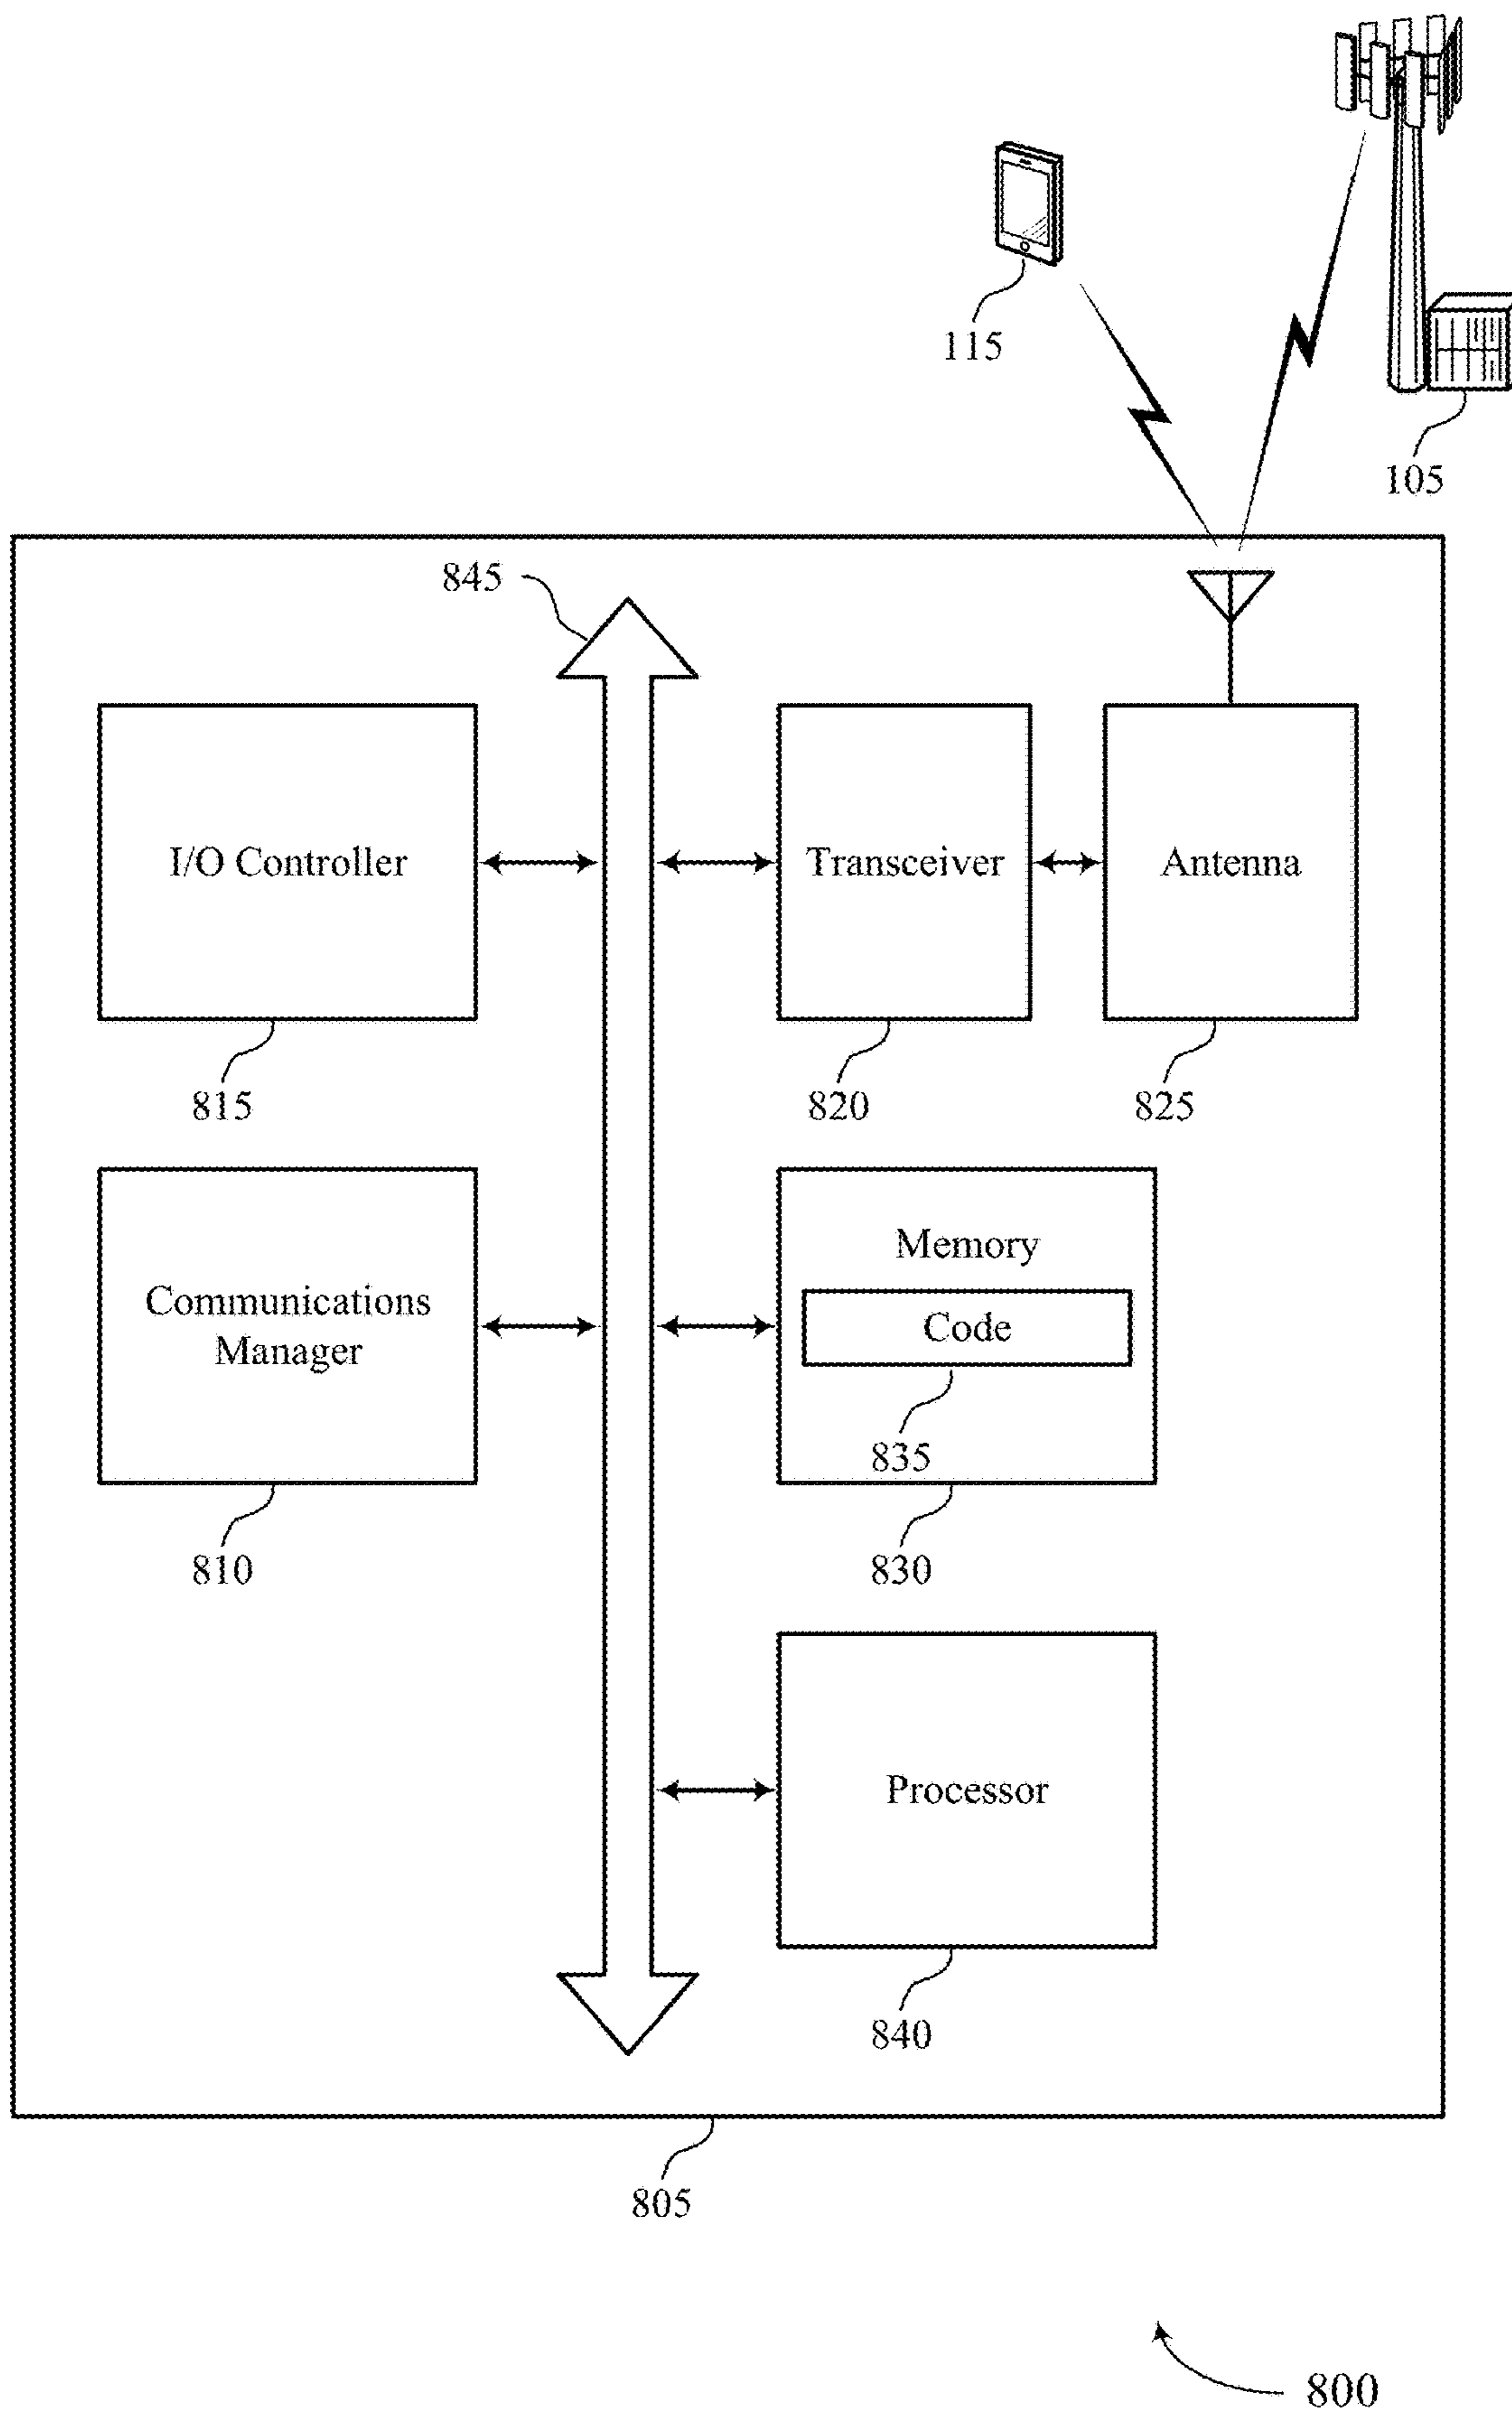 115
105
845
I/O Controller
Transceiver
Antenna
815
820
825
Communications
Manager
Memory
Code
835
810
830
Processor
840
805
800